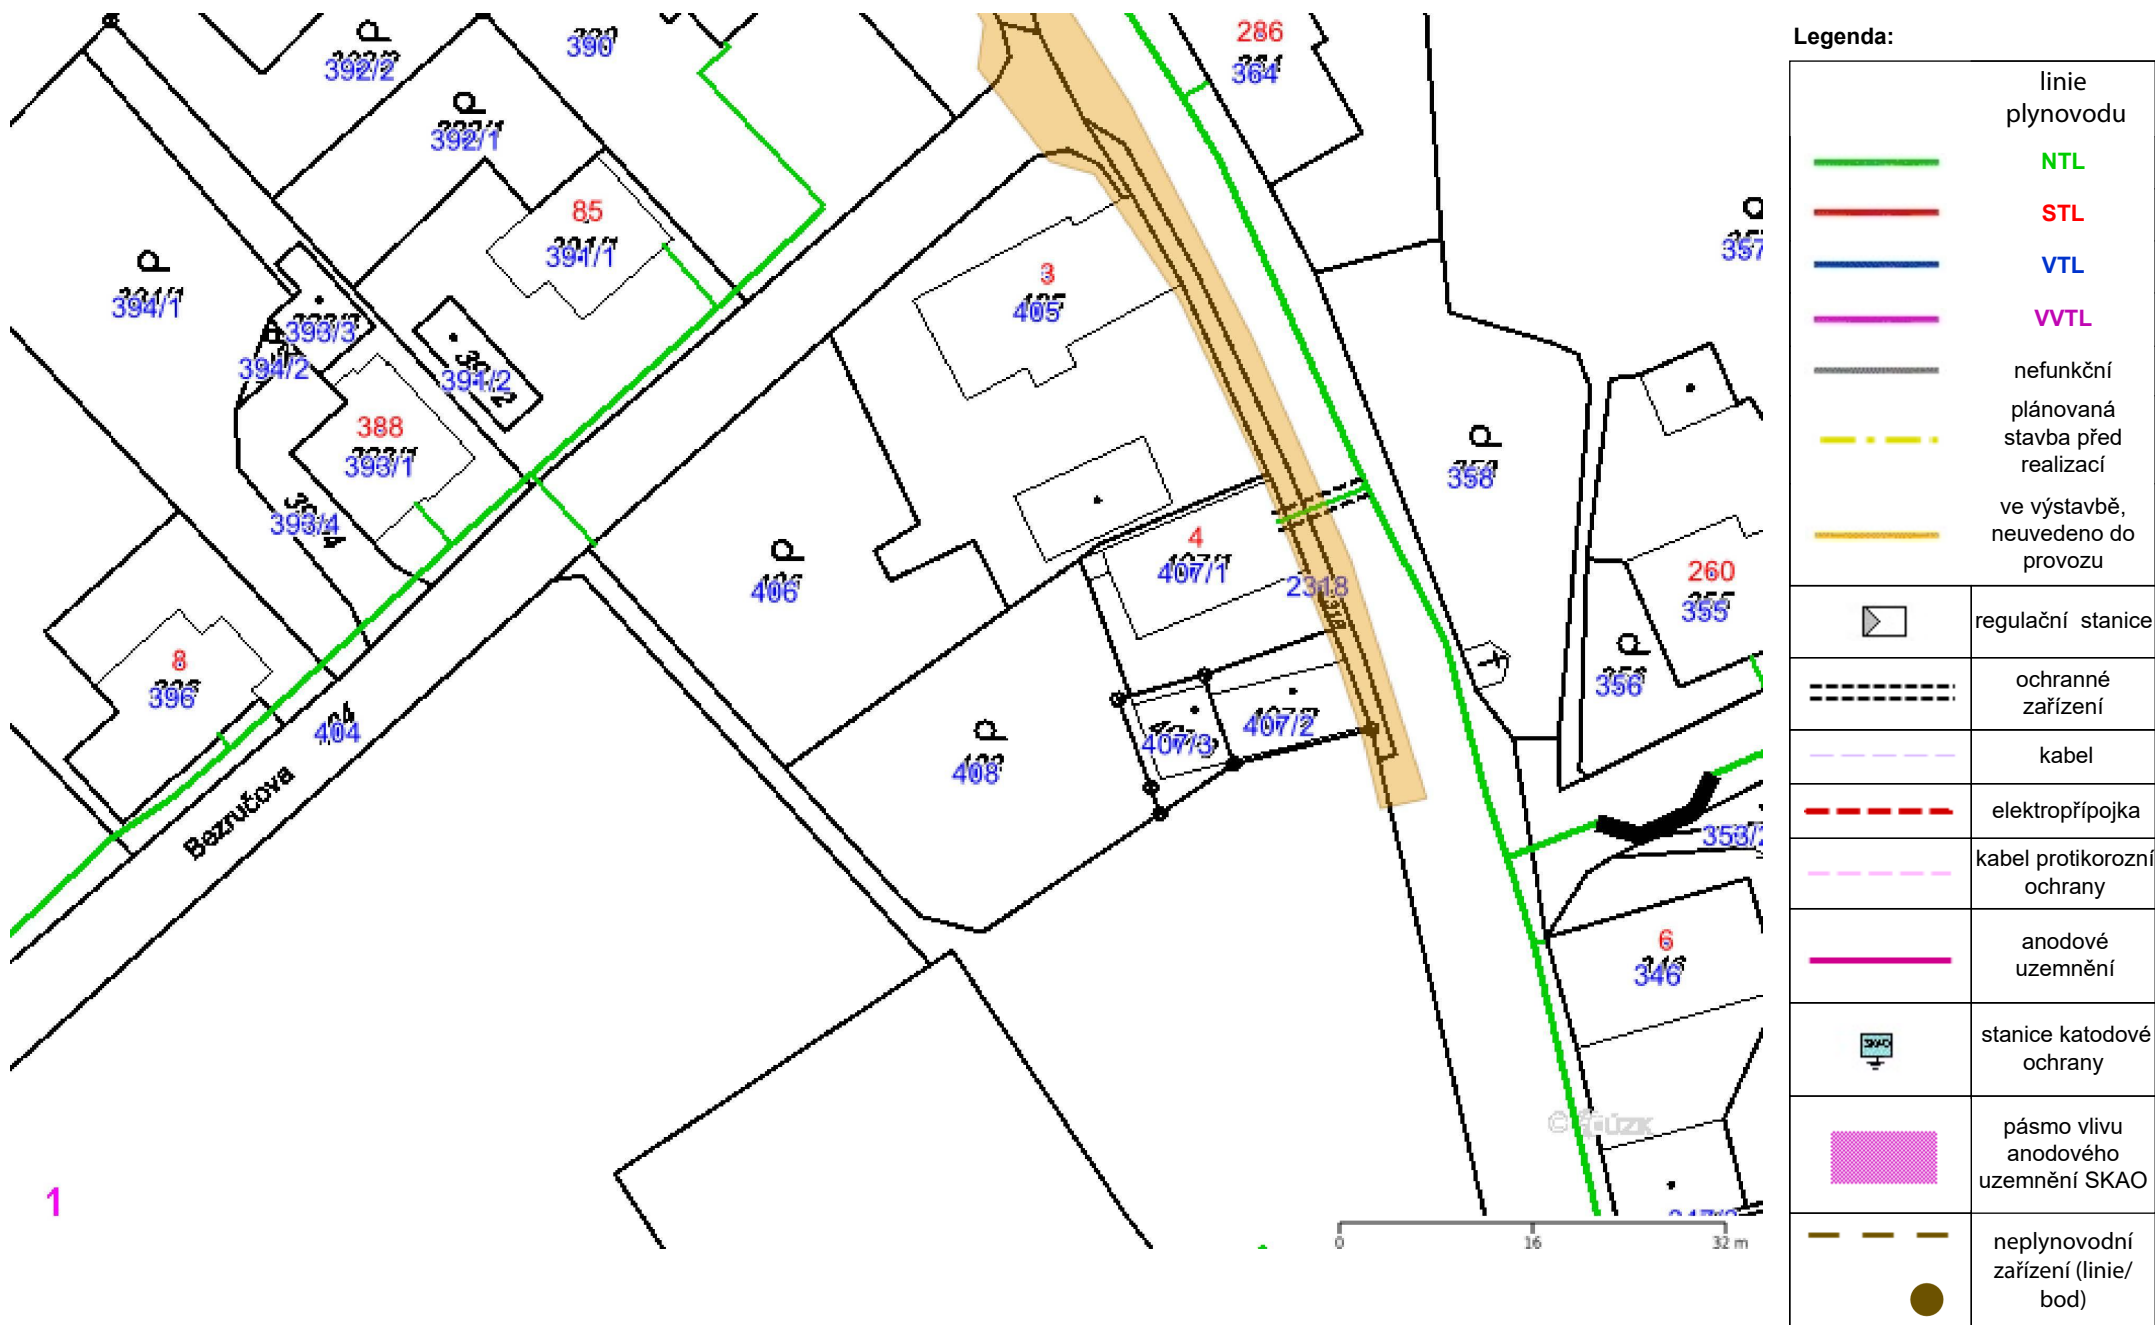 392/2
390
286
364
392/1
85
391/1
394/1
393/3
394/2
391/2
388
393/1
393/4
3
405
357
358
4
407/1
2318
2318
406
260
355
356
8
396
404
Bezručova
408
407/3
407/2
353/2
6
346
1
0
16
32 m
© ČÚZK
Legenda:
linie
plynovodu
NTL
STL
VTL
VVTL
nefunkční
plánovaná
stavba před
realizací
ve výstavbě,
neuvedeno do
provozu
regulační stanice
ochranné
zařízení
kabel
elektropřípojka
kabel protikorozní
ochrany
anodové
uzemnění
SKAO
stanice katodové
ochrany
pásmo vlivu
anodového
uzemnění SKAO
neplynovodní
zařízení (linie/
bod)